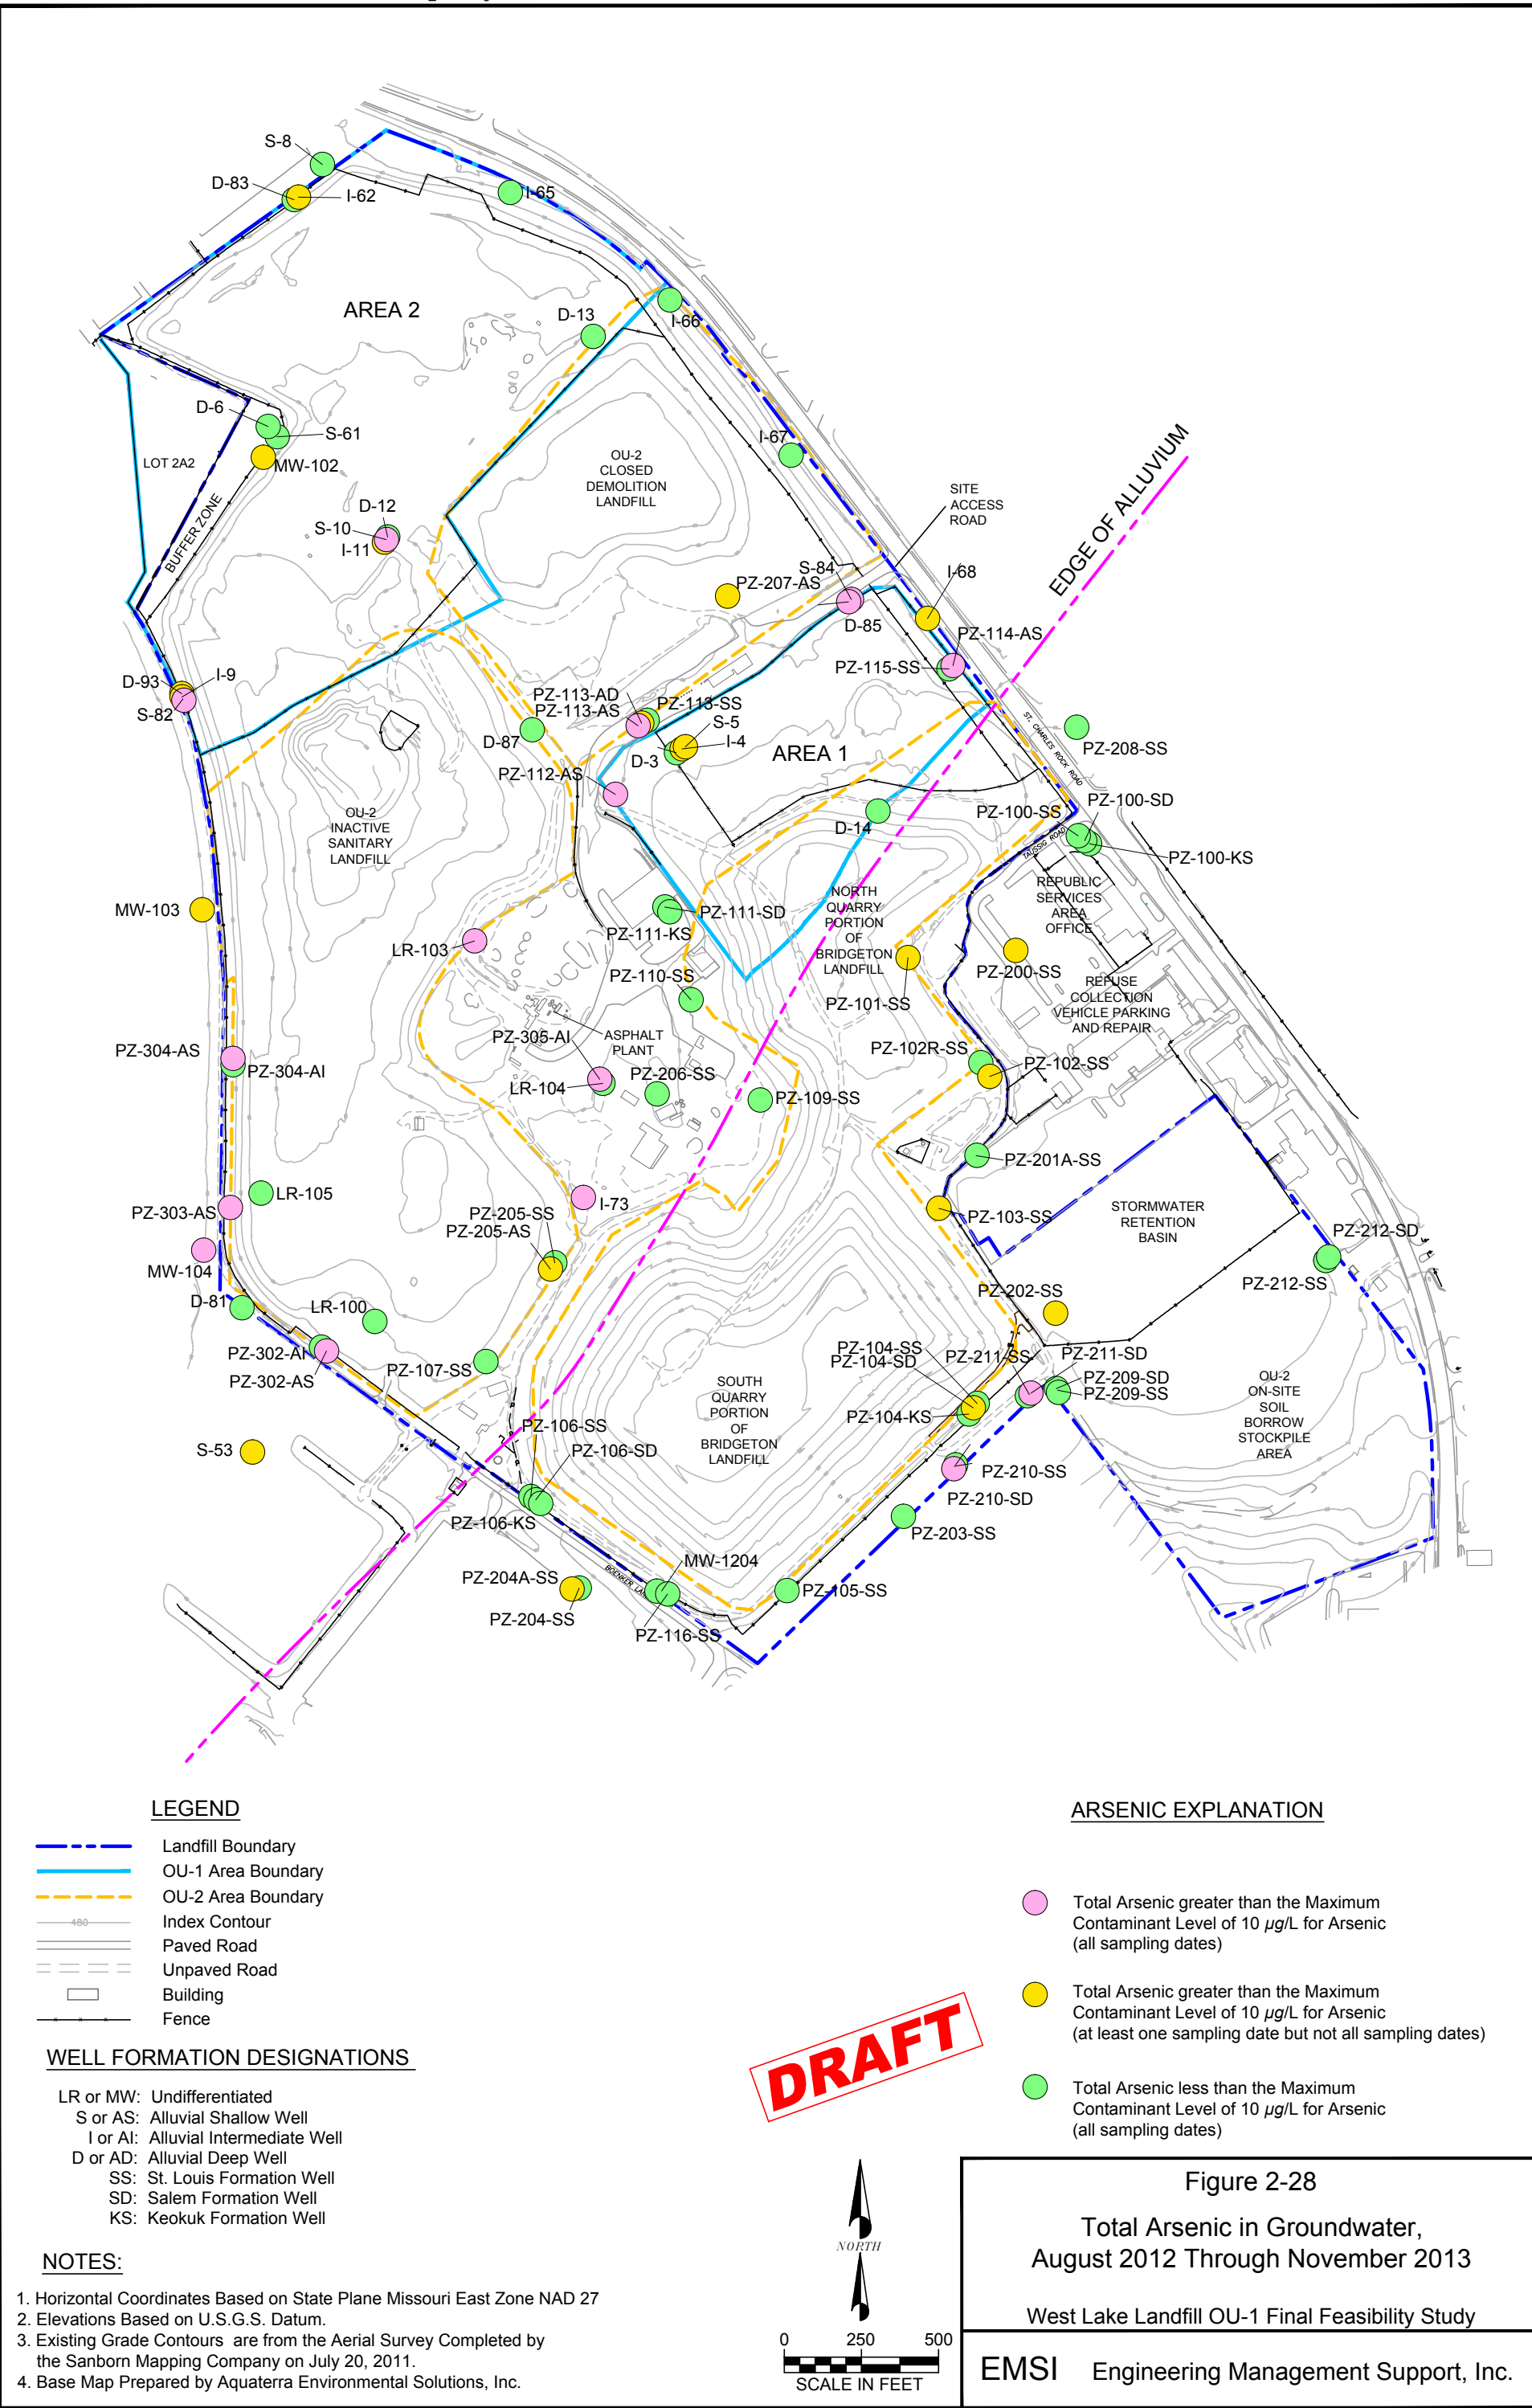 S-8
D-83
I-62
I-65
AREA 2
D-13
I-66
D-6
S-61
MW-102
LOT 2A2
BUFFER ZONE
OU-2
CLOSED
DEMOLITION
LANDFILL
I-67
D-12
S-10
I-11
SITE
ACCESS
ROAD
EDGE OF ALLUVIUM
PZ-207-AS
S-84
D-85
I-68
PZ-114-AS
PZ-115-SS
D-93
I-9
S-82
PZ-113-AD
PZ-113-AS
PZ-113-SS
S-5
I-4
D-3
D-87
AREA 1
PZ-112-AS
ST. CHARLES ROCK ROAD
PZ-208-SS
OU-2
INACTIVE
SANITARY
LANDFILL
D-14
PZ-100-SS
PZ-100-SD
PZ-100-KS
TAUSSIG ROAD
MW-103
LR-103
PZ-111-SD
PZ-111-KS
PZ-110-SS
NORTH
QUARRY
PORTION
OF
BRIDGETON
LANDFILL
REPUBLIC
SERVICES
AREA
OFFICE
PZ-200-SS
PZ-101-SS
REFUSE
COLLECTION
VEHICLE PARKING
AND REPAIR
PZ-304-AS
PZ-304-AI
PZ-305-AI
ASPHALT
PLANT
LR-104
PZ-206-SS
PZ-109-SS
PZ-102R-SS
PZ-102-SS
PZ-201A-SS
LR-105
PZ-303-AS
MW-104
I-73
PZ-205-SS
PZ-205-AS
PZ-103-SS
STORMWATER
RETENTION
BASIN
PZ-212-SD
PZ-212-SS
D-81
LR-100
PZ-302-AI
PZ-302-AS
PZ-107-SS
PZ-202-SS
PZ-104-SS
PZ-104-SD
PZ-211-SS
PZ-211-SD
PZ-209-SD
PZ-209-SS
PZ-104-KS
SOUTH
QUARRY
PORTION
OF
BRIDGETON
LANDFILL
OU-2
ON-SITE
SOIL
BORROW
STOCKPILE
AREA
S-53
PZ-106-SS
PZ-106-SD
PZ-106-KS
PZ-210-SS
PZ-210-SD
PZ-203-SS
MW-1204
PZ-204A-SS
PZ-204-SS
BOENKER
PZ-116-SS
PZ-105-SS
LEGEND
Landfill Boundary
OU-1 Area Boundary
OU-2 Area Boundary
480 Index Contour
Paved Road
Unpaved Road
Building
Fence
WELL FORMATION DESIGNATIONS
LR or MW: Undifferentiated
S or AS: Alluvial Shallow Well
I or AI: Alluvial Intermediate Well
D or AD: Alluvial Deep Well
SS: St. Louis Formation Well
SD: Salem Formation Well
KS: Keokuk Formation Well
NOTES:
1. Horizontal Coordinates Based on State Plane Missouri East Zone NAD 27
2. Elevations Based on U.S.G.S. Datum.
3. Existing Grade Contours are from the Aerial Survey Completed by
the Sanborn Mapping Company on July 20, 2011.
4. Base Map Prepared by Aquaterra Environmental Solutions, Inc.
ARSENIC EXPLANATION
Total Arsenic greater than the Maximum
Contaminant Level of 10 µg/L for Arsenic
(all sampling dates)
Total Arsenic greater than the Maximum
Contaminant Level of 10 µg/L for Arsenic
(at least one sampling date but not all sampling dates)
Total Arsenic less than the Maximum
Contaminant Level of 10 µg/L for Arsenic
(all sampling dates)
DRAFT
NORTH
0 250 500
SCALE IN FEET
Figure 2-28
Total Arsenic in Groundwater,
August 2012 Through November 2013
West Lake Landfill OU-1 Final Feasibility Study
EMSI Engineering Management Support, Inc.